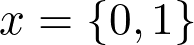 x = {0, 1}